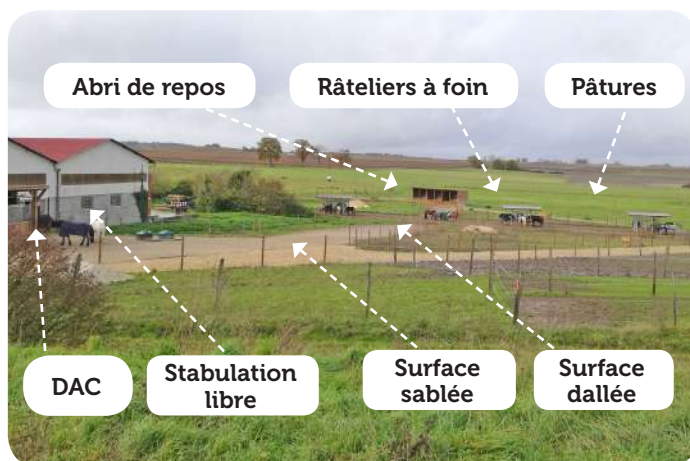 Abri de repos
Râteliers à foin
Pâtures
DAC
Stabulation
libre
Surface
sablée
Surface
dallée